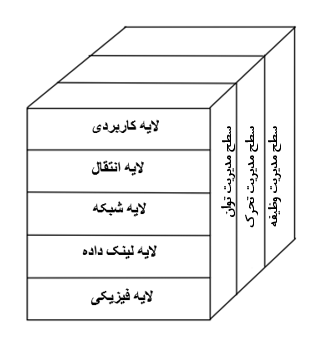 لایه کاربردی
لایه انتقال
لایه شبکه
لایه لینک داده
لایه فیزیکی
سطح مدیریت توان
سطح مدیریت تحرک
سطح مدیریت وظیفه